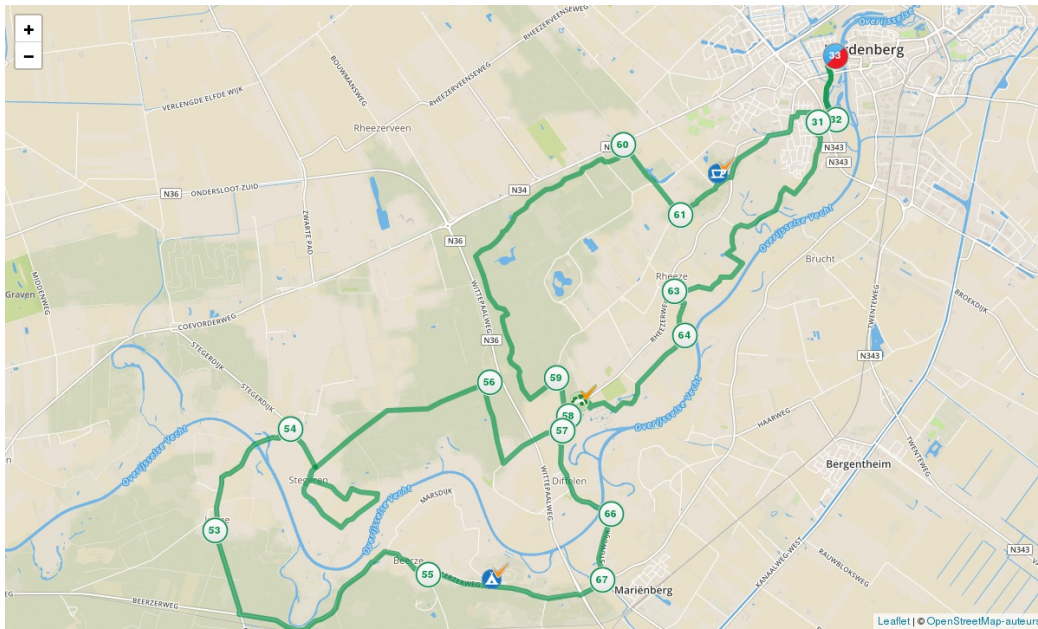 +
−
RHEEZERVEENSEWEG
Overijsselse
33
BOUWMANSWEG
RHEEZERVEENSEWEG
VERLENGDE ELFDE WIJK
Rheezerveen
31
32
60
N343
N343
N36
ONDERSLOOT-ZUID
N34
61
ZWARTE PAD
Overijsselse Vecht
N36
Brucht
Rheeze
MIDDENWEG
Graven
63
WITTEPAALWEG
TWENTEWEG
BROEKDIJK
COEVORDERWEG
RHEEZERWEG
64
N36
STEGERDIJK
N343
59
56
Overijsselse Vecht
58
STEGERDIJK
54
57
HAARWEG
TWENTEWEG
Overijsselse Vecht
Bergentheim
Stegeren
WITTEPAALWEG
Diffelen
MARSDIJK
66
53
Overijsselse Vecht
KANAALWEG-WEST
RAUWBLOKSWEG
N343
Beerze
55
67
Mariënberg
BEERZERWEG
Leaflet | © OpenStreetMap-auteurs